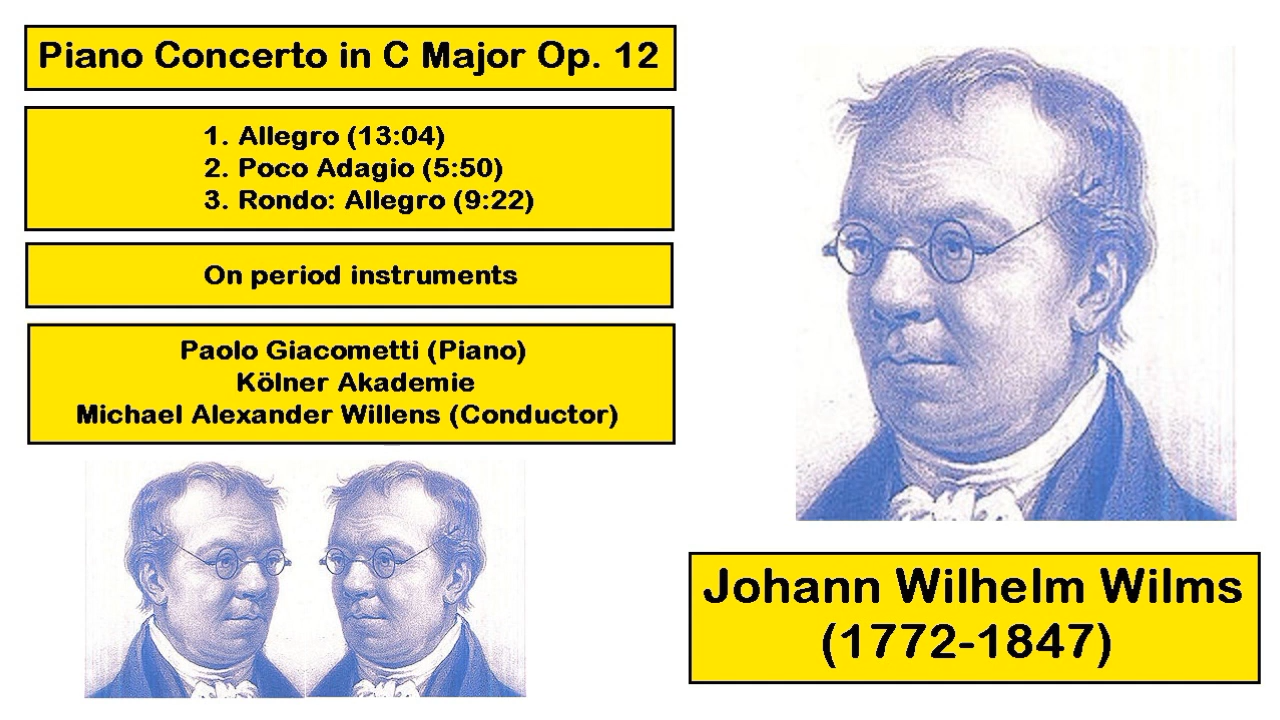 Piano Concerto in C Major Op. 12
1. Allegro (13:04)
2. Poco Adagio (5:50)
3. Rondo: Allegro (9:22)
On period instruments
Paolo Giacometti (Piano)
Kölner Akademie
Michael Alexander Willens (Conductor)
Johann Wilhelm Wilms
(1772-1847)